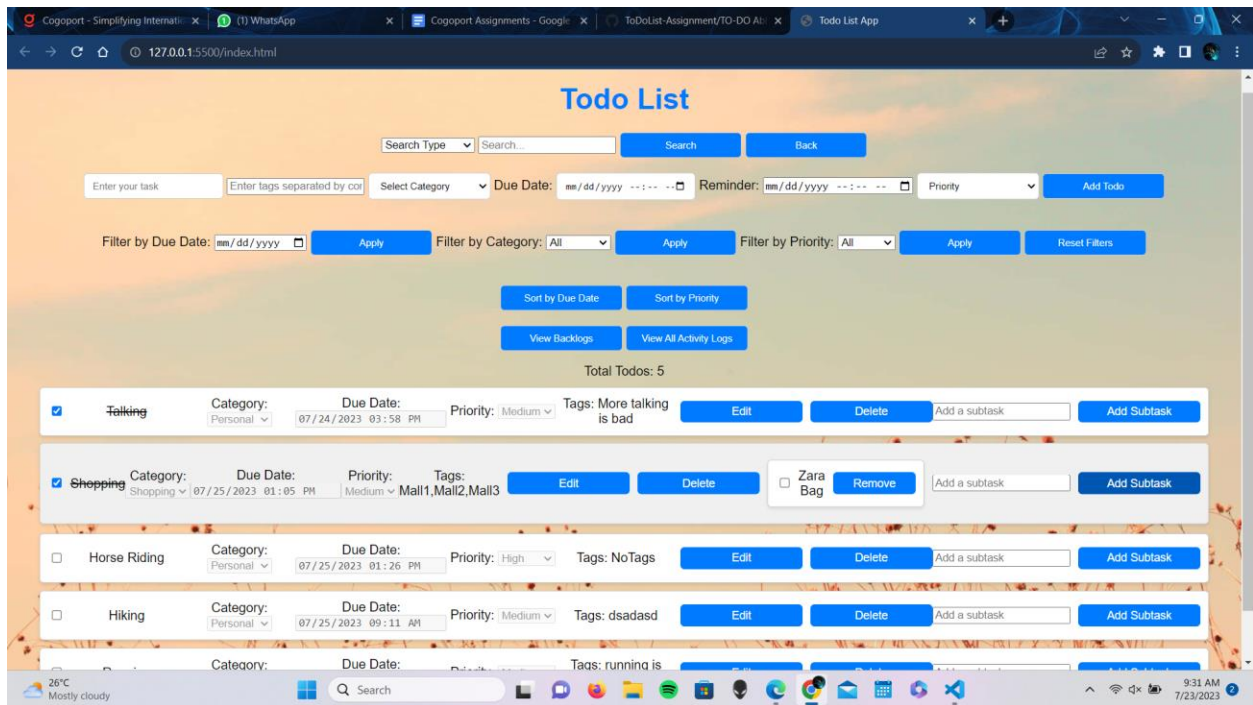 Cogoport - Simplifying Internatio
(1) WhatsApp
Cogoport Assignments - Google
ToDoList-Assignment/TO-DO Ab
Todo List App
127.0.0.1:5500/index.html
Todo List
Search Type Search... Search Back
Enter your task Enter tags separated by com Select Category Due Date: mm/dd/yyyy --:-- -- Reminder: mm/dd/yyyy --:-- -- Priority Add Todo
Filter by Due Date: mm/dd/yyyy Apply Filter by Category: All Apply Filter by Priority: All Apply Reset Filters
Sort by Due Date Sort by Priority
View Backlogs View All Activity Logs
Total Todos: 5
Talking Category: Personal Due Date: 07/24/2023 03:58 PM Priority: Medium Tags: More talking is bad Edit Delete Add a subtask Add Subtask
Shopping Category: Shopping Due Date: 07/25/2023 01:05 PM Priority: Medium Tags: Mall1,Mall2,Mall3 Edit Delete Zara Bag Remove Add a subtask Add Subtask
Horse Riding Category: Personal Due Date: 07/25/2023 01:26 PM Priority: High Tags: NoTags Edit Delete Add a subtask Add Subtask
Hiking Category: Personal Due Date: 07/25/2023 09:11 AM Priority: Medium Tags: dsadasd Edit Delete Add a subtask Add Subtask
Category: Due Date: Tags: running is
26°C
Mostly cloudy
Search
9:31 AM
7/23/2023
2